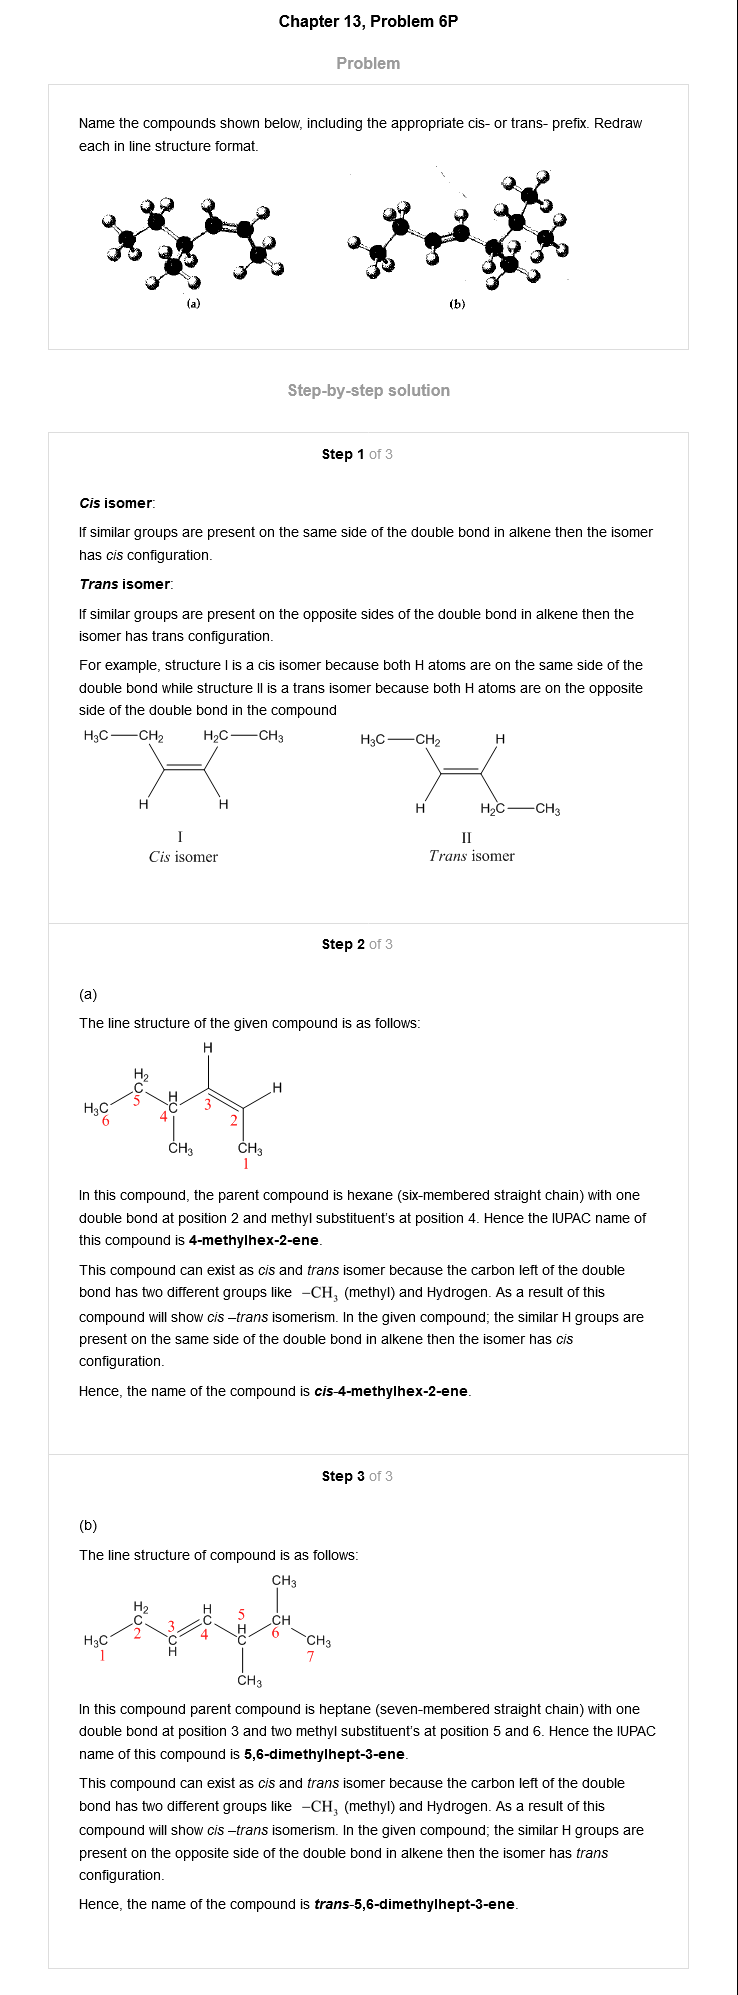 Chapter 13, Problem 6P
Problem
Name the compounds shown below, including the appropriate cis- or trans- prefix. Redraw
each in line structure format.
(a)
(b)
Step-by-step solution
Step 1 of 3
Cis isomer:
If similar groups are present on the same side of the double bond in alkene then the isomer
has cis configuration.
Trans isomer:
If similar groups are present on the opposite sides of the double bond in alkene then the
isomer has trans configuration.
For example, structure I is a cis isomer because both H atoms are on the same side of the
double bond while structure II is a trans isomer because both H atoms are on the opposite
side of the double bond in the compound
H₃C CH₂ H₂C CH₃
H H
I
Cis isomer
H₃C CH₂ H
H H₂C CH₃
II
Trans isomer
Step 2 of 3
(a)
The line structure of the given compound is as follows:
H
H₂
C
5
H
H
C
H₃C
6
4
3
2
CH₃
CH₃
1
In this compound, the parent compound is hexane (six-membered straight chain) with one
double bond at position 2 and methyl substituent's at position 4. Hence the IUPAC name of
this compound is 4-methylhex-2-ene.
This compound can exist as cis and trans isomer because the carbon left of the double
bond has two different groups like –CH₃ (methyl) and Hydrogen. As a result of this
compound will show cis –trans isomerism. In the given compound; the similar H groups are
present on the same side of the double bond in alkene then the isomer has cis
configuration.
Hence, the name of the compound is cis-4-methylhex-2-ene.
Step 3 of 3
(b)
The line structure of compound is as follows:
CH₃
H₂
C
2
H
C
4
5
H
C
CH
6
3
C
H
H₃C
1
CH₃
7
CH₃
In this compound parent compound is heptane (seven-membered straight chain) with one
double bond at position 3 and two methyl substituent's at position 5 and 6. Hence the IUPAC
name of this compound is 5,6-dimethylhept-3-ene.
This compound can exist as cis and trans isomer because the carbon left of the double
bond has two different groups like –CH₃ (methyl) and Hydrogen. As a result of this
compound will show cis –trans isomerism. In the given compound; the similar H groups are
present on the opposite side of the double bond in alkene then the isomer has trans
configuration.
Hence, the name of the compound is trans-5,6-dimethylhept-3-ene.